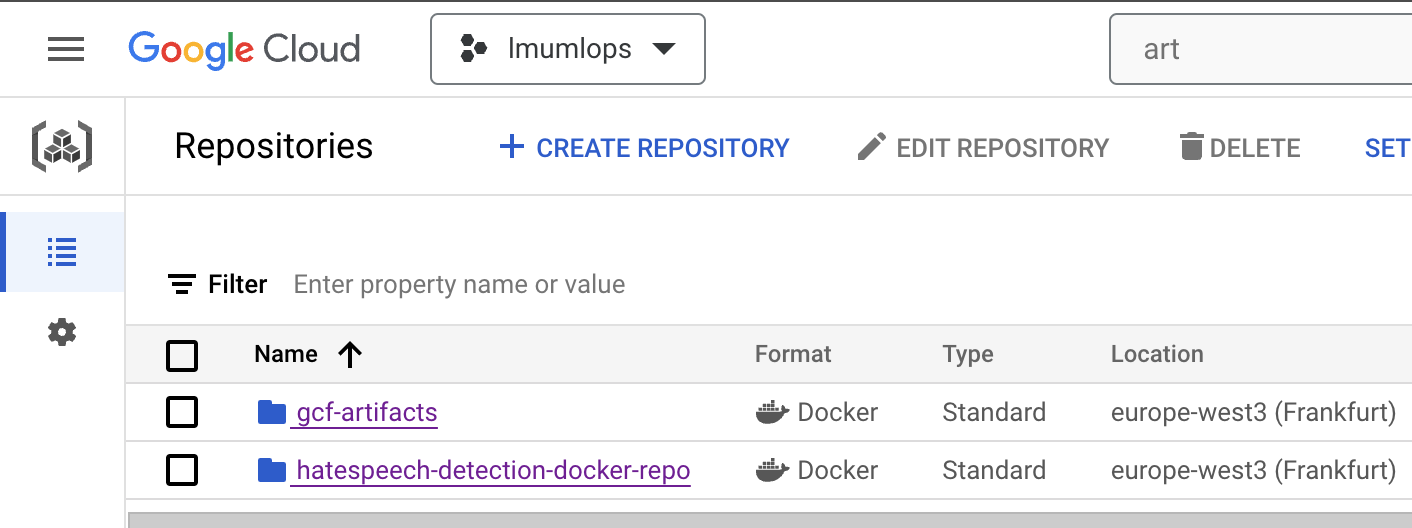 Google Cloud
lmumlops
art
Repositories
CREATE REPOSITORY
EDIT REPOSITORY
DELETE
SET
Filter
Enter property name or value
Name
Format
Type
Location
gcf-artifacts
Docker
Standard
europe-west3 (Frankfurt)
hatespeech-detection-docker-repo
Docker
Standard
europe-west3 (Frankfurt)